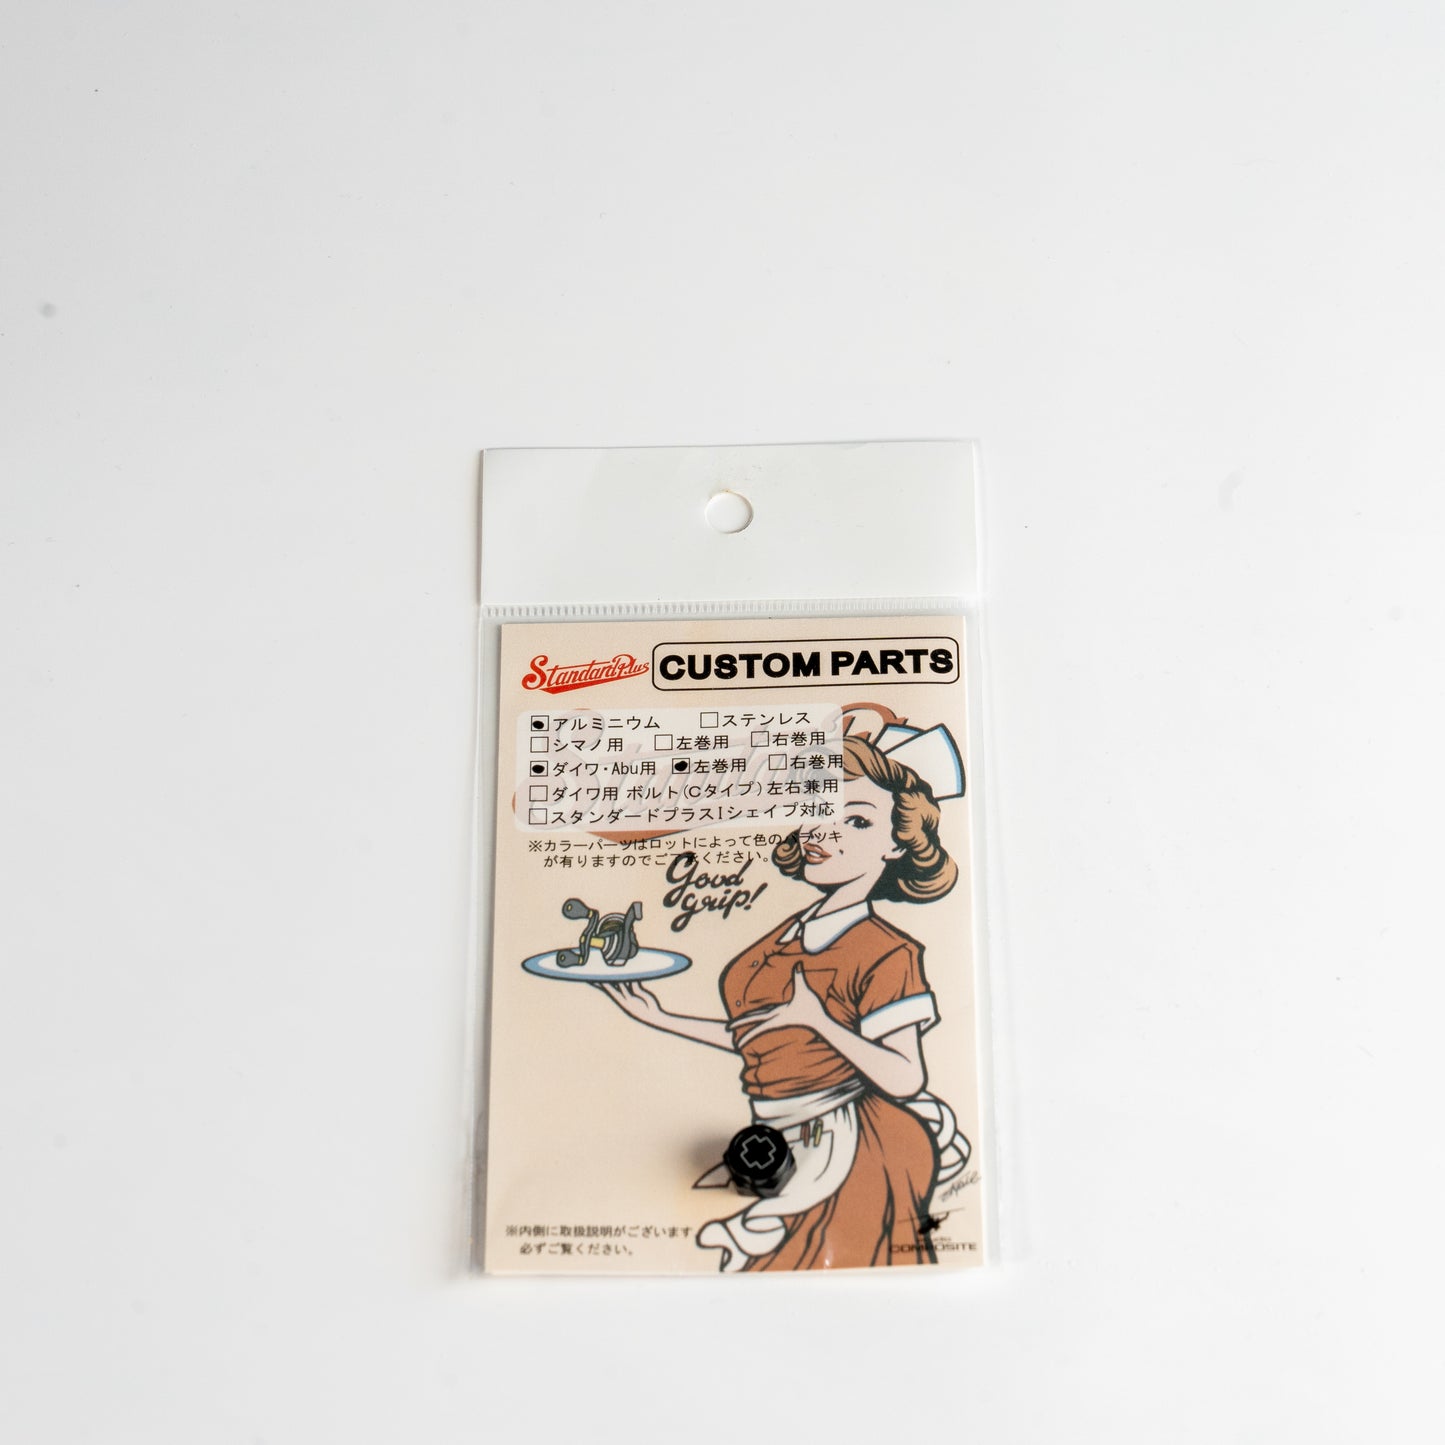 StandardPlus CUSTOM PARTS
アルミニウム □ステンレス
□シマノ用 □左巻用 □右巻用
ダイワ・Abu用 左巻用 □右巻用
□ダイワ用 ボルト(Cタイプ)左右兼用
□スタンダードプラスIシェイプ対応
※カラーパーツはロットによって色のバラツキ
が有りますのでご了承ください。
Good
grip!
※内側に取扱説明がございます
必ずご覧ください。
COMPOSITE